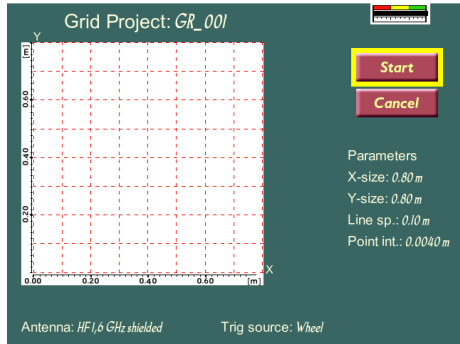 Grid Project: GR_001
Y
[m]
0.60
0.40
0.20
0.00 0.20 0.40 0.60 [m]
X
Start
Cancel
Parameters
X-size: 0.80 m
Y-size: 0.80 m
Line sp.: 0.10 m
Point int.: 0.0040 m
Antenna: HF1,6 GHz shielded
Trig source: Wheel